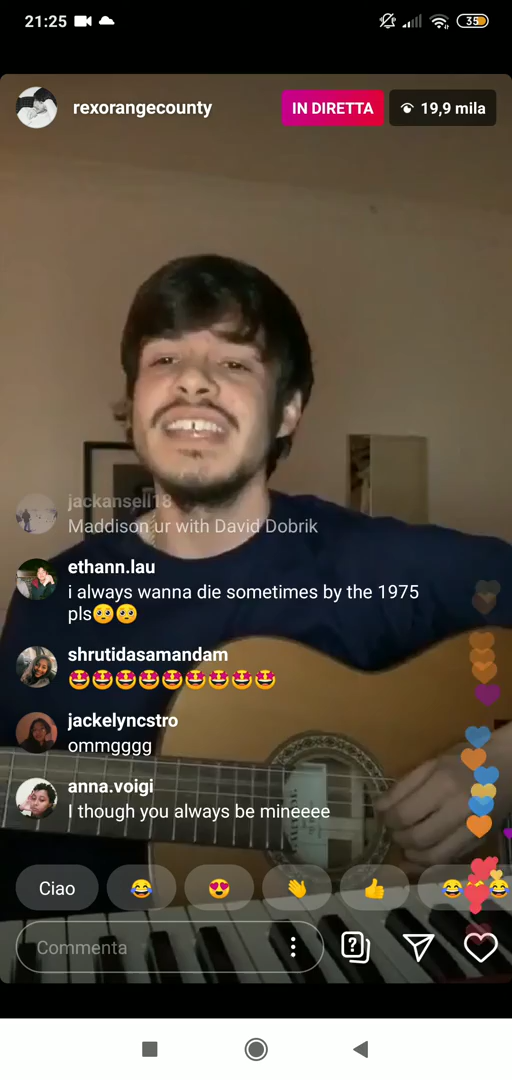 21:25
35
rexorangecounty
IN DIRETTA
19,9 mila
jackansell18
Maddison ur with David Dobrik
ethann.lau
i always wanna die sometimes by the 1975
pls🥺🥺
shrutidasamandam
🤩🤩🤩🤩🤩🤩🤩🤩🤩
jackelyncstro
ommgggg
anna.voigi
I though you always be mineeee
Ciao
😂
😍
👋
👍
😂
😂
Commenta